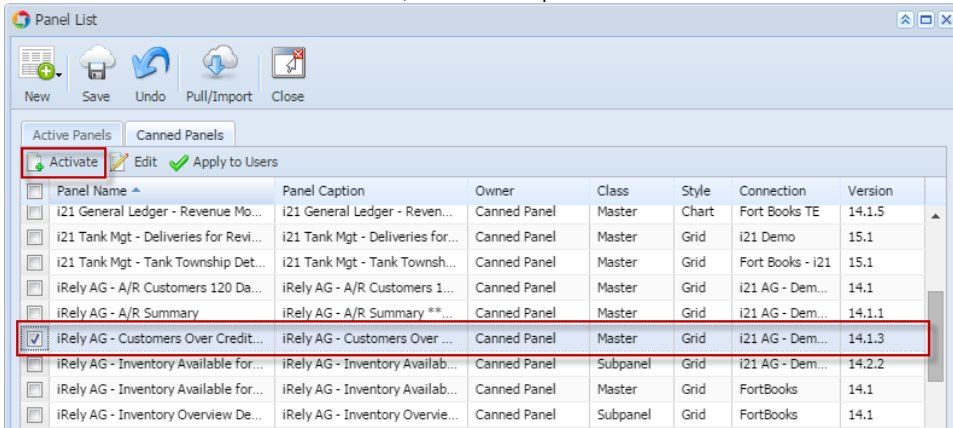 Panel List
New Save Undo Pull/Import Close
Active Panels Canned Panels
Activate Edit Apply to Users
Panel Name Panel Caption Owner Class Style Connection Version
i21 General Ledger - Revenue Mo... i21 General Ledger - Reven... Canned Panel Master Chart Fort Books TE 14.1.5
i21 Tank Mgt - Deliveries for Revi... i21 Tank Mgt - Deliveries for... Canned Panel Master Grid i21 Demo 15.1
i21 Tank Mgt - Tank Township Det... i21 Tank Mgt - Tank Townsh... Canned Panel Master Grid Fort Books - i21 15.1
iRely AG - A/R Customers 120 Da... iRely AG - A/R Customers 1... Canned Panel Master Grid i21 AG - Dem... 14.1
iRely AG - A/R Summary iRely AG - A/R Summary **... Canned Panel Master Grid i21 AG - Dem... 14.1.1
iRely AG - Customers Over Credit... iRely AG - Customers Over ... Canned Panel Master Grid i21 AG - Dem... 14.1.3
iRely AG - Inventory Available for... iRely AG - Inventory Availab... Canned Panel Subpanel Grid i21 AG - Dem... 14.2.2
iRely AG - Inventory Available for... iRely AG - Inventory Availab... Canned Panel Master Grid FortBooks 14.1
iRely AG - Inventory Overview De... iRely AG - Inventory Overvie... Canned Panel Subpanel Grid FortBooks 14.1